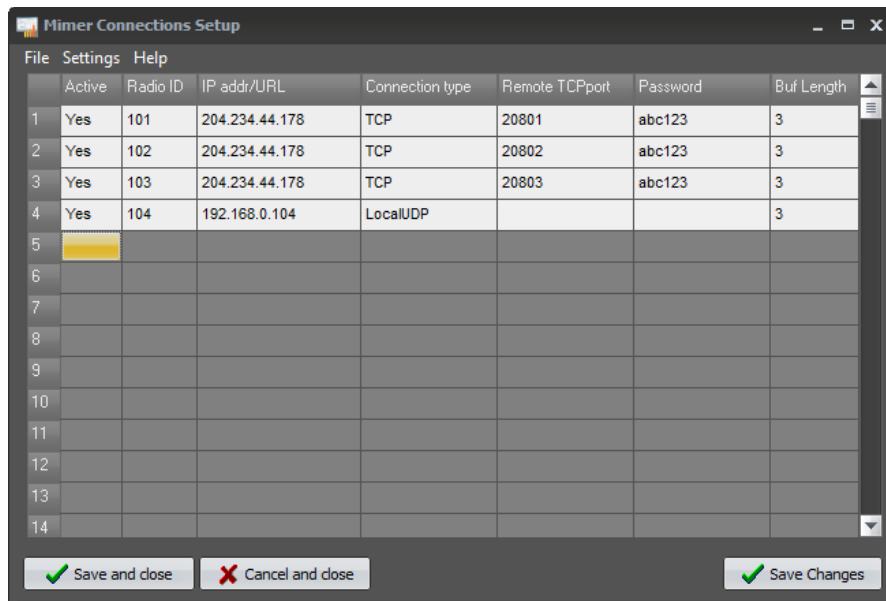 Mimer Connections Setup
File Settings Help
Active Radio ID IP addr/URL Connection type Remote TCPport Password Buf Length
1 Yes 101 204.234.44.178 TCP 20801 abc123 3
2 Yes 102 204.234.44.178 TCP 20802 abc123 3
3 Yes 103 204.234.44.178 TCP 20803 abc123 3
4 Yes 104 192.168.0.104 LocalUDP 3
5
6
7
8
9
10
11
12
13
14
Save and close Cancel and close Save Changes